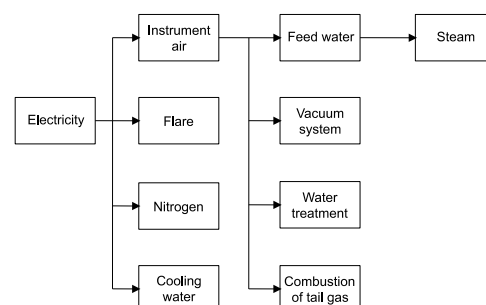 Instrument
air
Feed water
Steam
Electricity
Flare
Vacuum
system
Nitrogen
Water
treatment
Cooling
water
Combustion
of tail gas